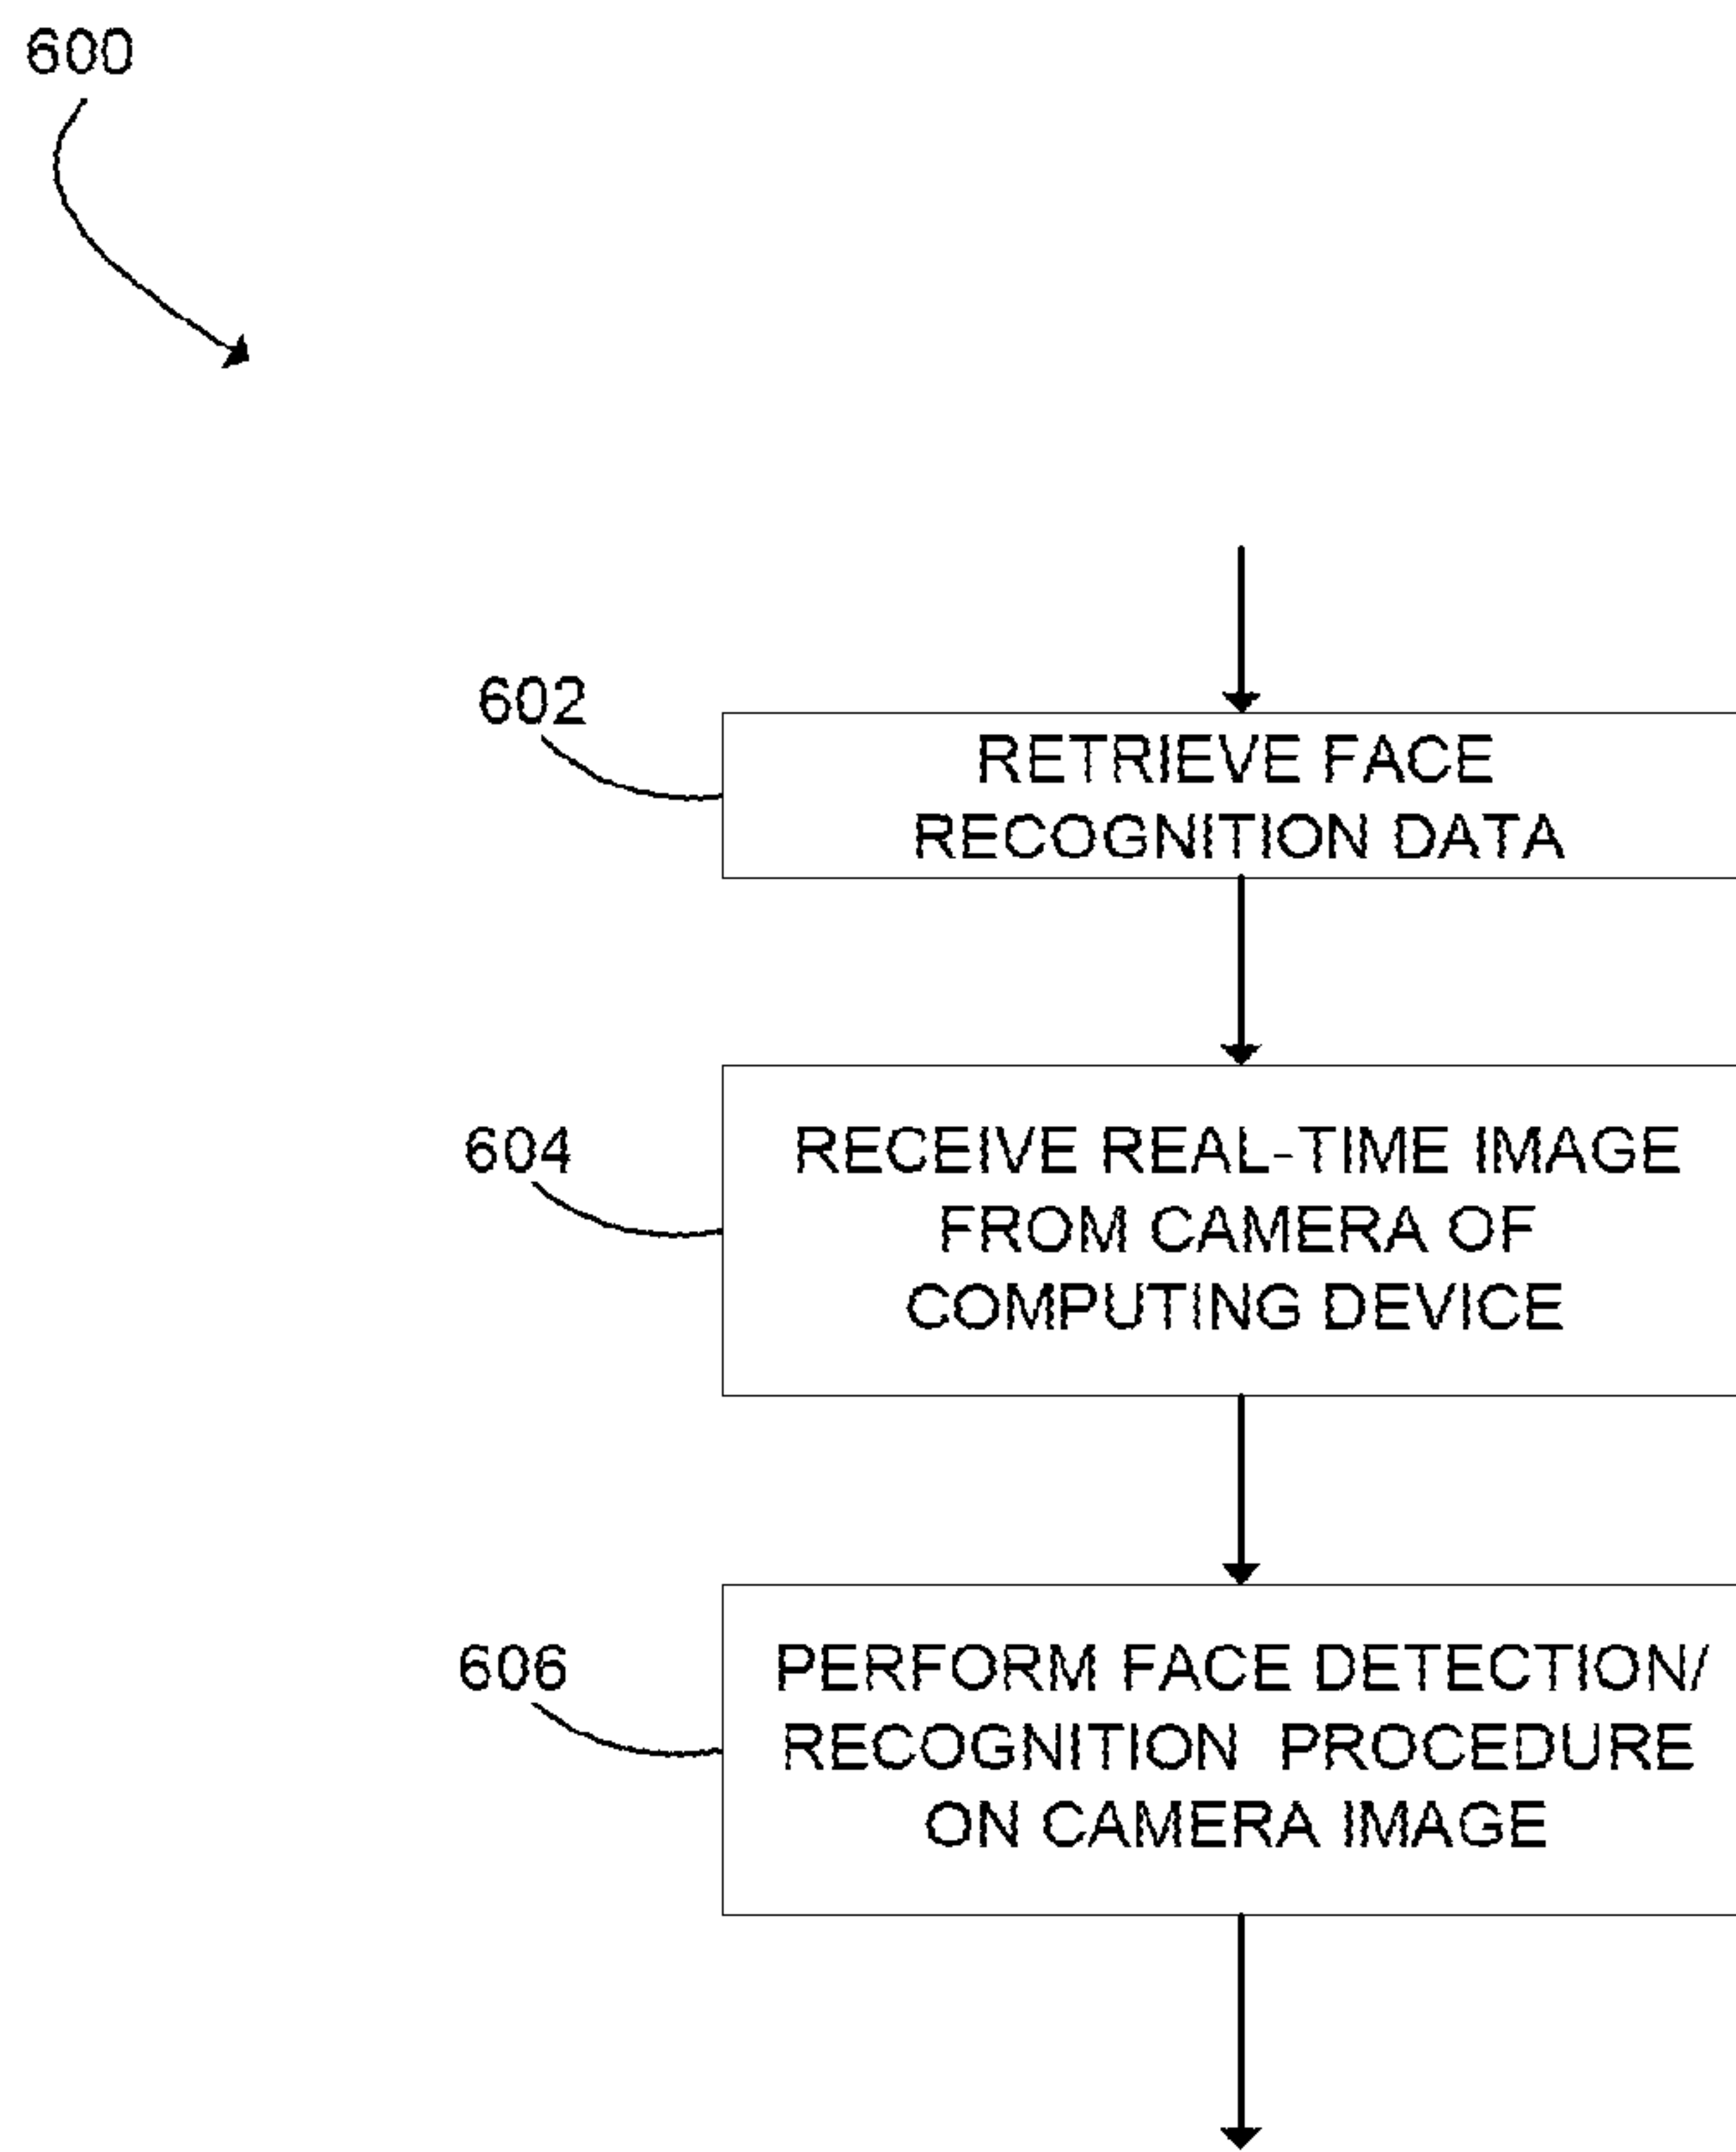 600
602
RETRIEVE FACE
RECOGNITION DATA
604
RECEIVE REAL-TIME IMAGE
FROM CAMERA OF
COMPUTING DEVICE
606
PERFORM FACE DETECTION/
RECOGNITION PROCEDURE
ON CAMERA IMAGE